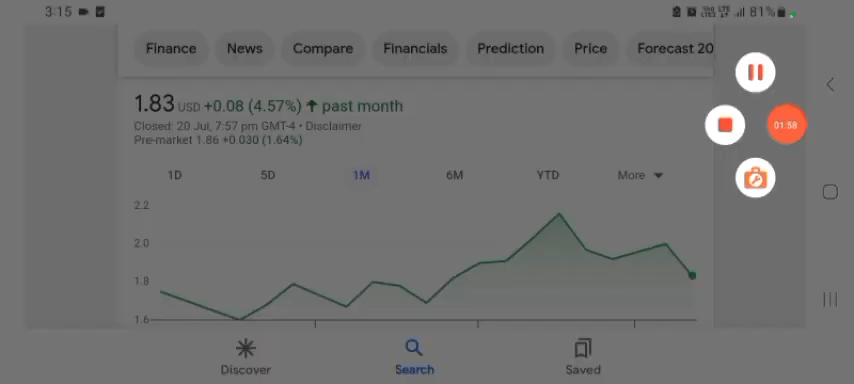 3:15 81%
Finance News Compare Financials Prediction Price Forecast 20
1.83 USD +0.08 (4.57%) ↑ past month
Closed: 20 Jul, 7:57 pm GMT-4 • Disclaimer
Pre-market 1.86 +0.030 (1.64%)
01:58
1D 5D 1M 6M YTD More
2.2
2.0
1.8
1.6
Discover Search Saved